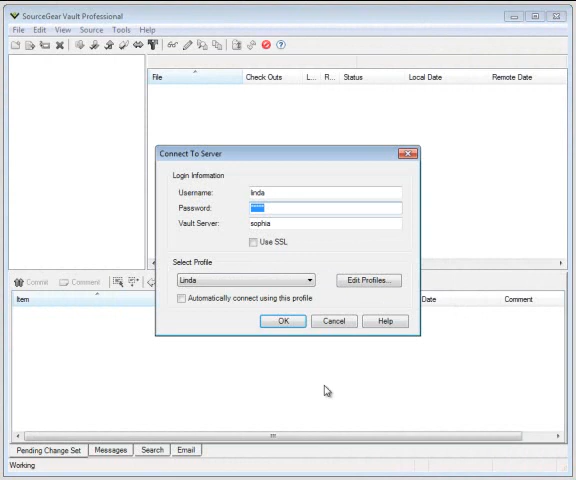 SourceGear Vault Professional
File Edit View Source Tools Help
File Check Outs L... R... Status Local Date Remote Date
Connect To Server
Login Information
Username: linda
Password: *****
Vault Server: sophia
Use SSL
Select Profile
Linda Edit Profiles...
Automatically connect using this profile
OK Cancel Help
Commit Comment
Item Date Comment
Pending Change Set Messages Search Email
Working